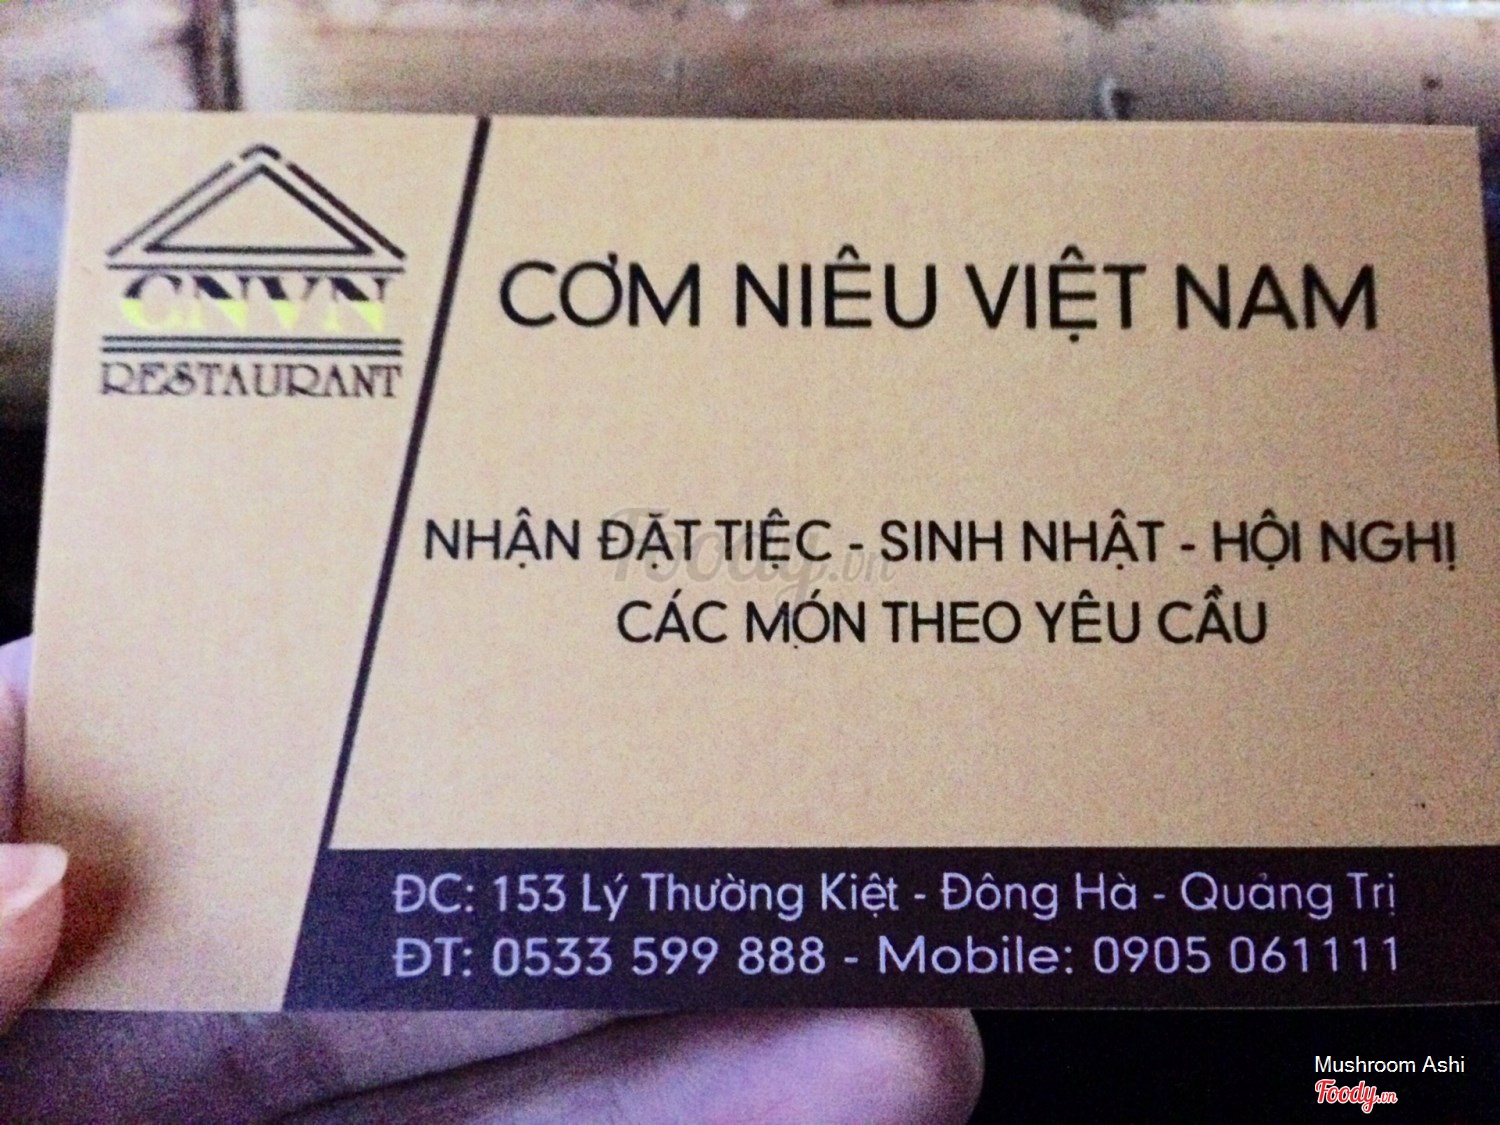 CNVN
RESTAURANT
CƠM NIÊU VIỆT NAM
NHẬN ĐẶT TIỆC - SINH NHẬT - HỘI NGHỊ
CÁC MÓN THEO YÊU CẦU
ĐC: 153 Lý Thường Kiệt - Đông Hà - Quảng Trị
ĐT: 0533 599 888 - Mobile: 0905 061111
Foody.vn
Mushroom Ashi
Foody.vn